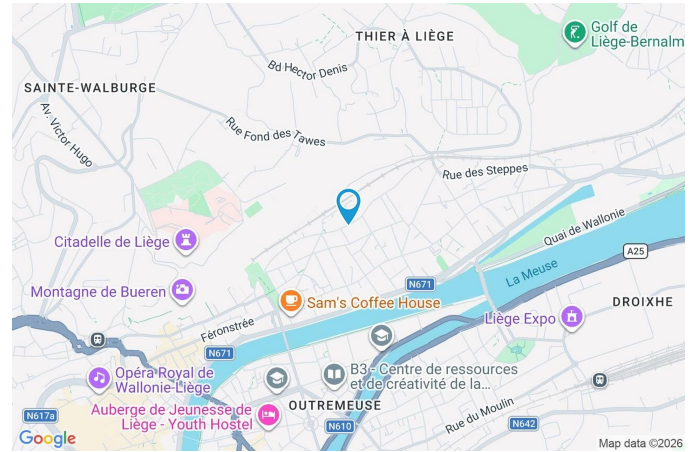 THIER À LIÈGE
Golf de
Liège-Bernalm
Bd Hector Denis
SAINTE-WALBURGE
Av. Victor Hugo
Rue Fond des Tawes
Rue des Steppes
Quai de Wallonie
A25
Citadelle de Liège
La Meuse
N671
Montagne de Bueren
Sam's Coffee House
DROIXHE
Liège Expo
Féronstrée
N671
B3 - Centre de ressources
et de créativité de la...
Opéra Royal de
Wallonie-Liège
Auberge de Jeunesse de
Liège - Youth Hostel
OUTREMEUSE
Rue du Moulin
N617a
N610
N642
Google
Map data ©2026